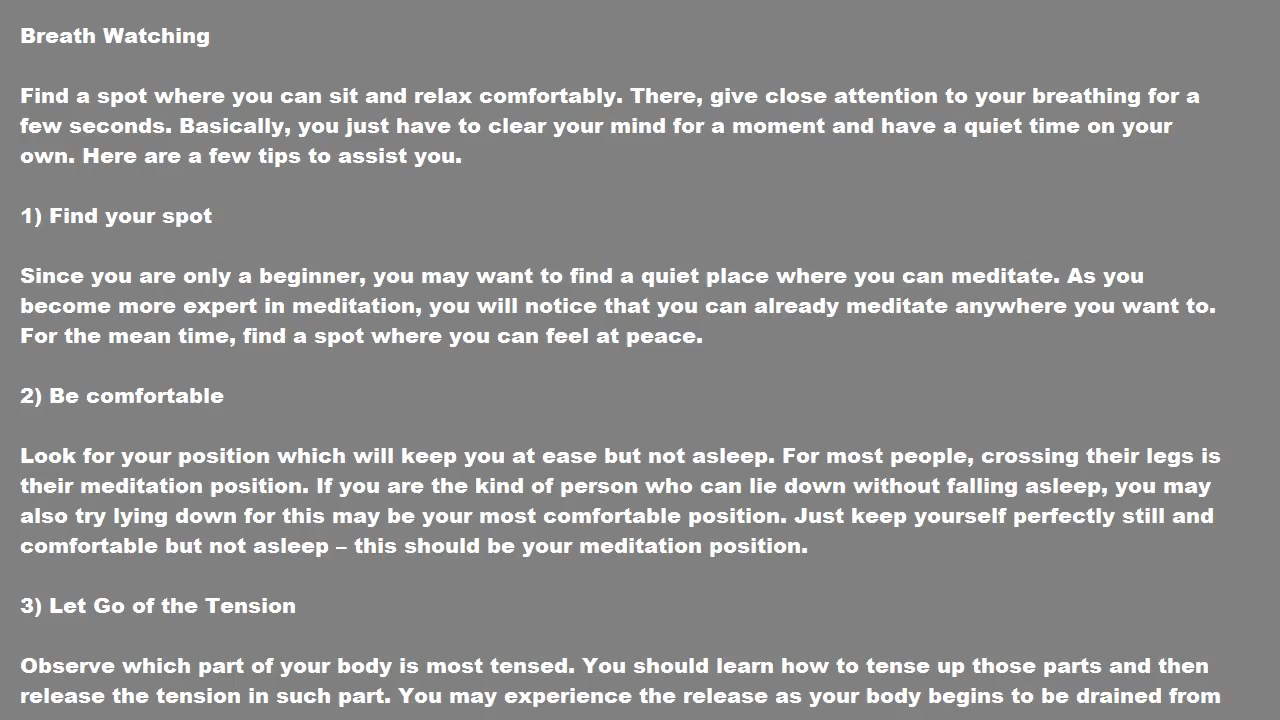 Breath Watching
Find a spot where you can sit and relax comfortably. There, give close attention to your breathing for a
few seconds. Basically, you just have to clear your mind for a moment and have a quiet time on your
own. Here are a few tips to assist you.
1) Find your spot
Since you are only a beginner, you may want to find a quiet place where you can meditate. As you
become more expert in meditation, you will notice that you can already meditate anywhere you want to.
For the mean time, find a spot where you can feel at peace.
2) Be comfortable
Look for your position which will keep you at ease but not asleep. For most people, crossing their legs is
their meditation position. If you are the kind of person who can lie down without falling asleep, you may
also try lying down for this may be your most comfortable position. Just keep yourself perfectly still and
comfortable but not asleep – this should be your meditation position.
3) Let Go of the Tension
Observe which part of your body is most tensed. You should learn how to tense up those parts and then
release the tension in such part. You may experience the release as your body begins to be drained from